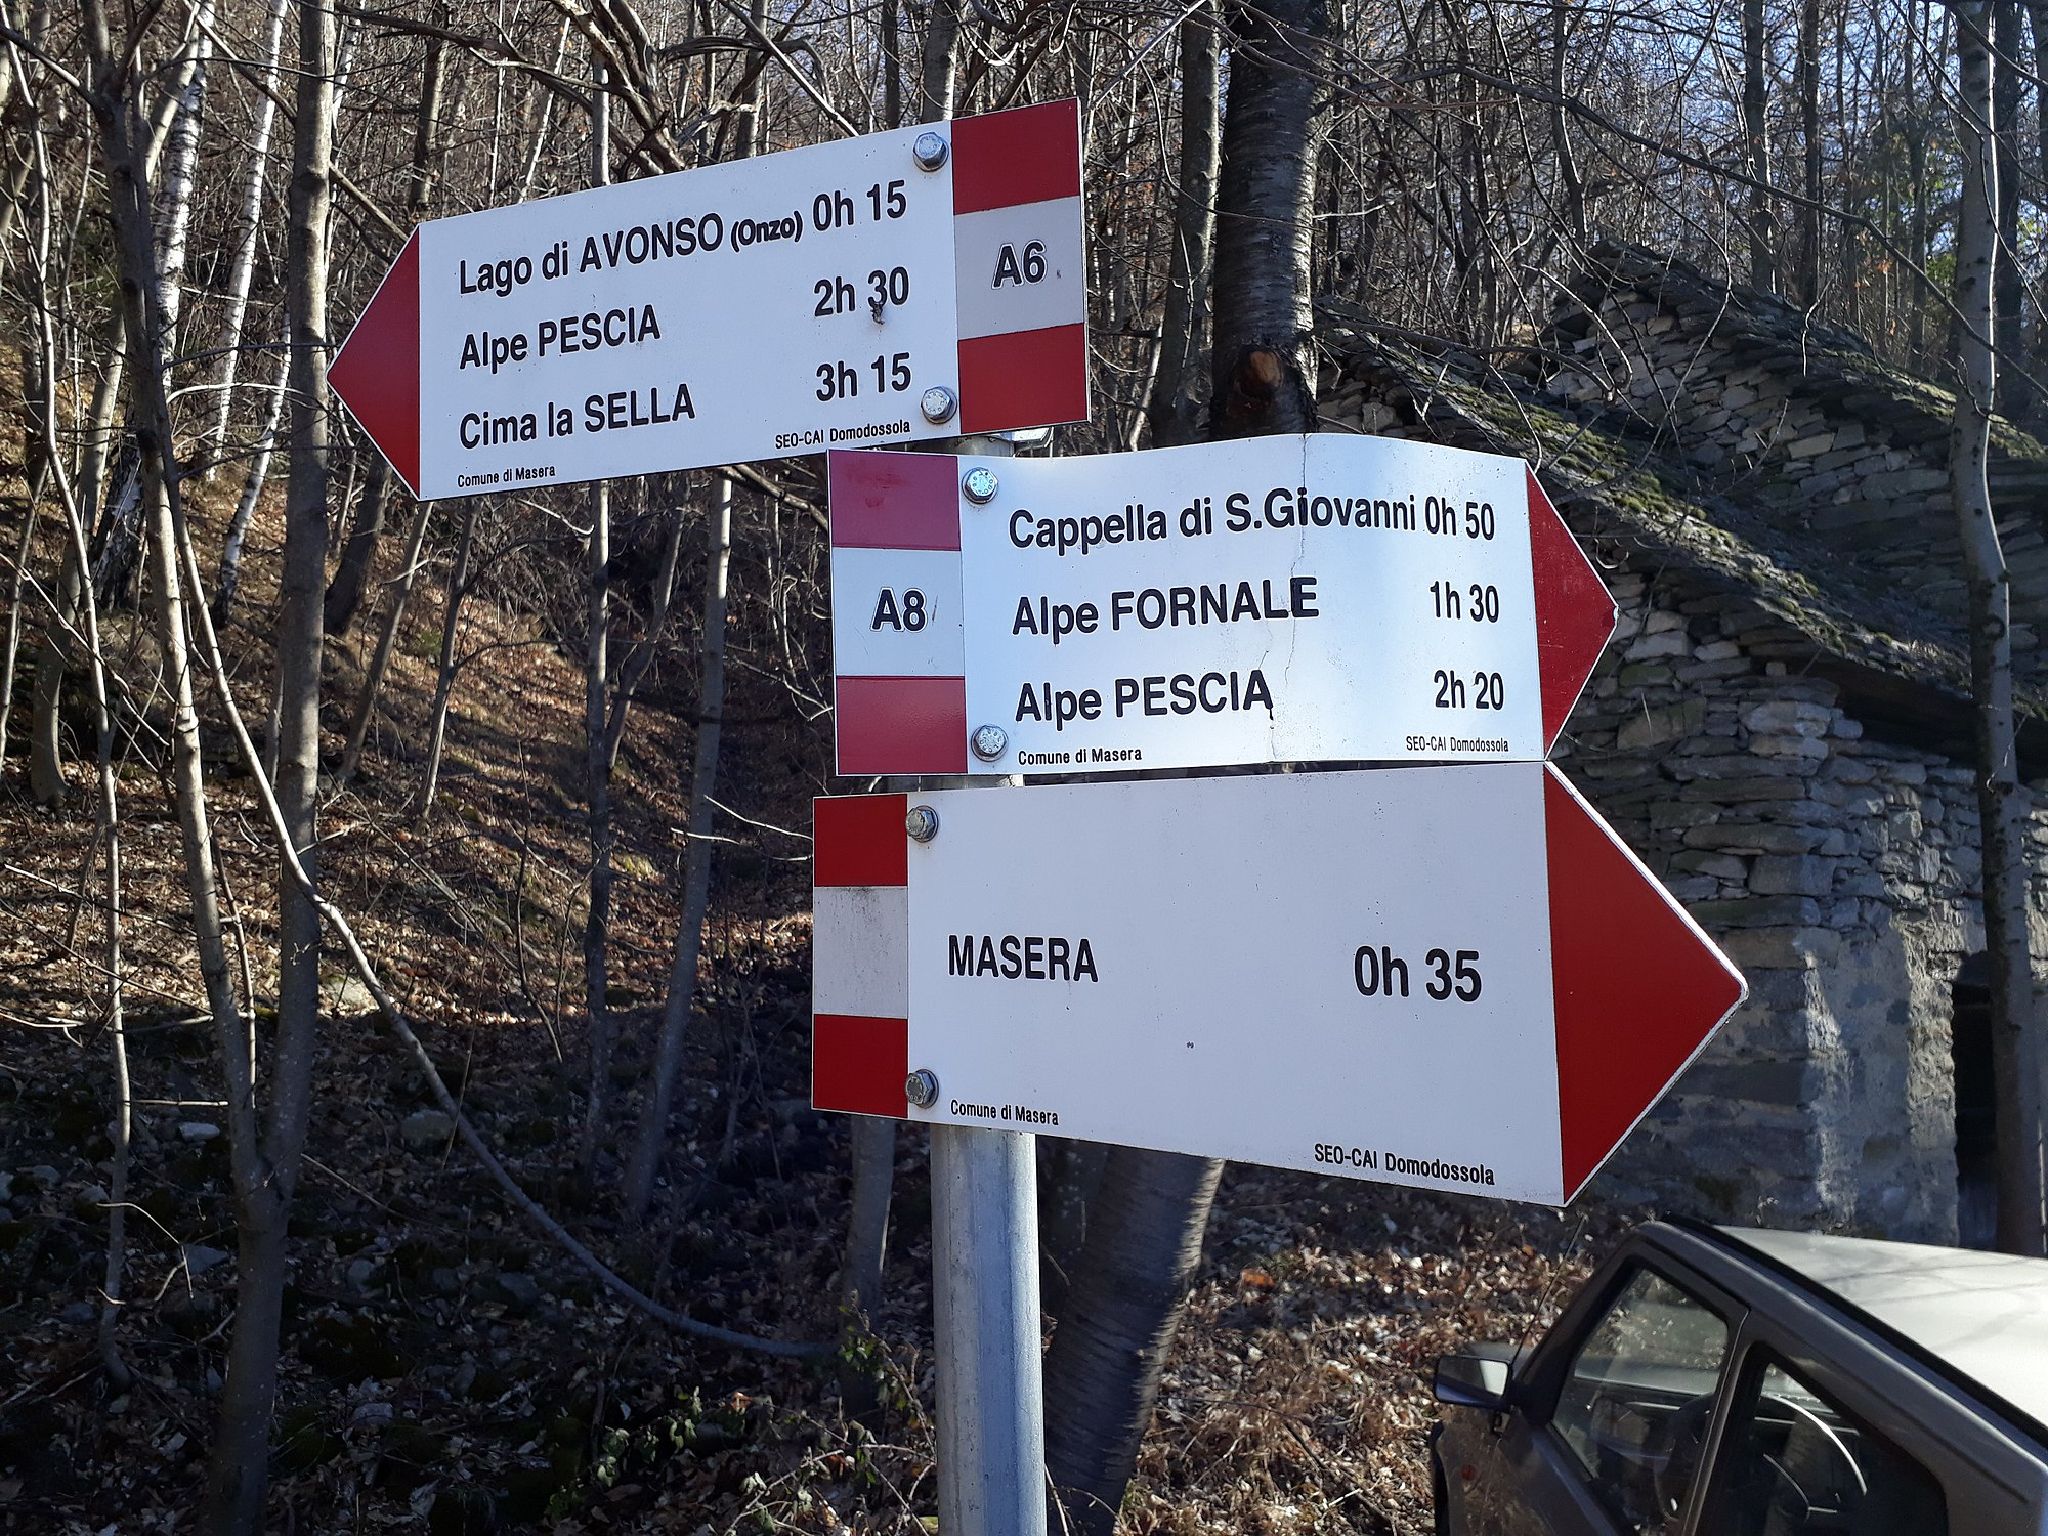 Lago di AVONSO (Onzo) 0h 15
Alpe PESCIA 2h 30
Cima la SELLA 3h 15
Comune di Masera SEO-CAI Domodossola
A6
A8
Cappella di S.Giovanni 0h 50
Alpe FORNALE 1h 30
Alpe PESCIA 2h 20
Comune di Masera SEO-CAI Domodossola
MASERA 0h 35
Comune di Masera SEO-CAI Domodossola